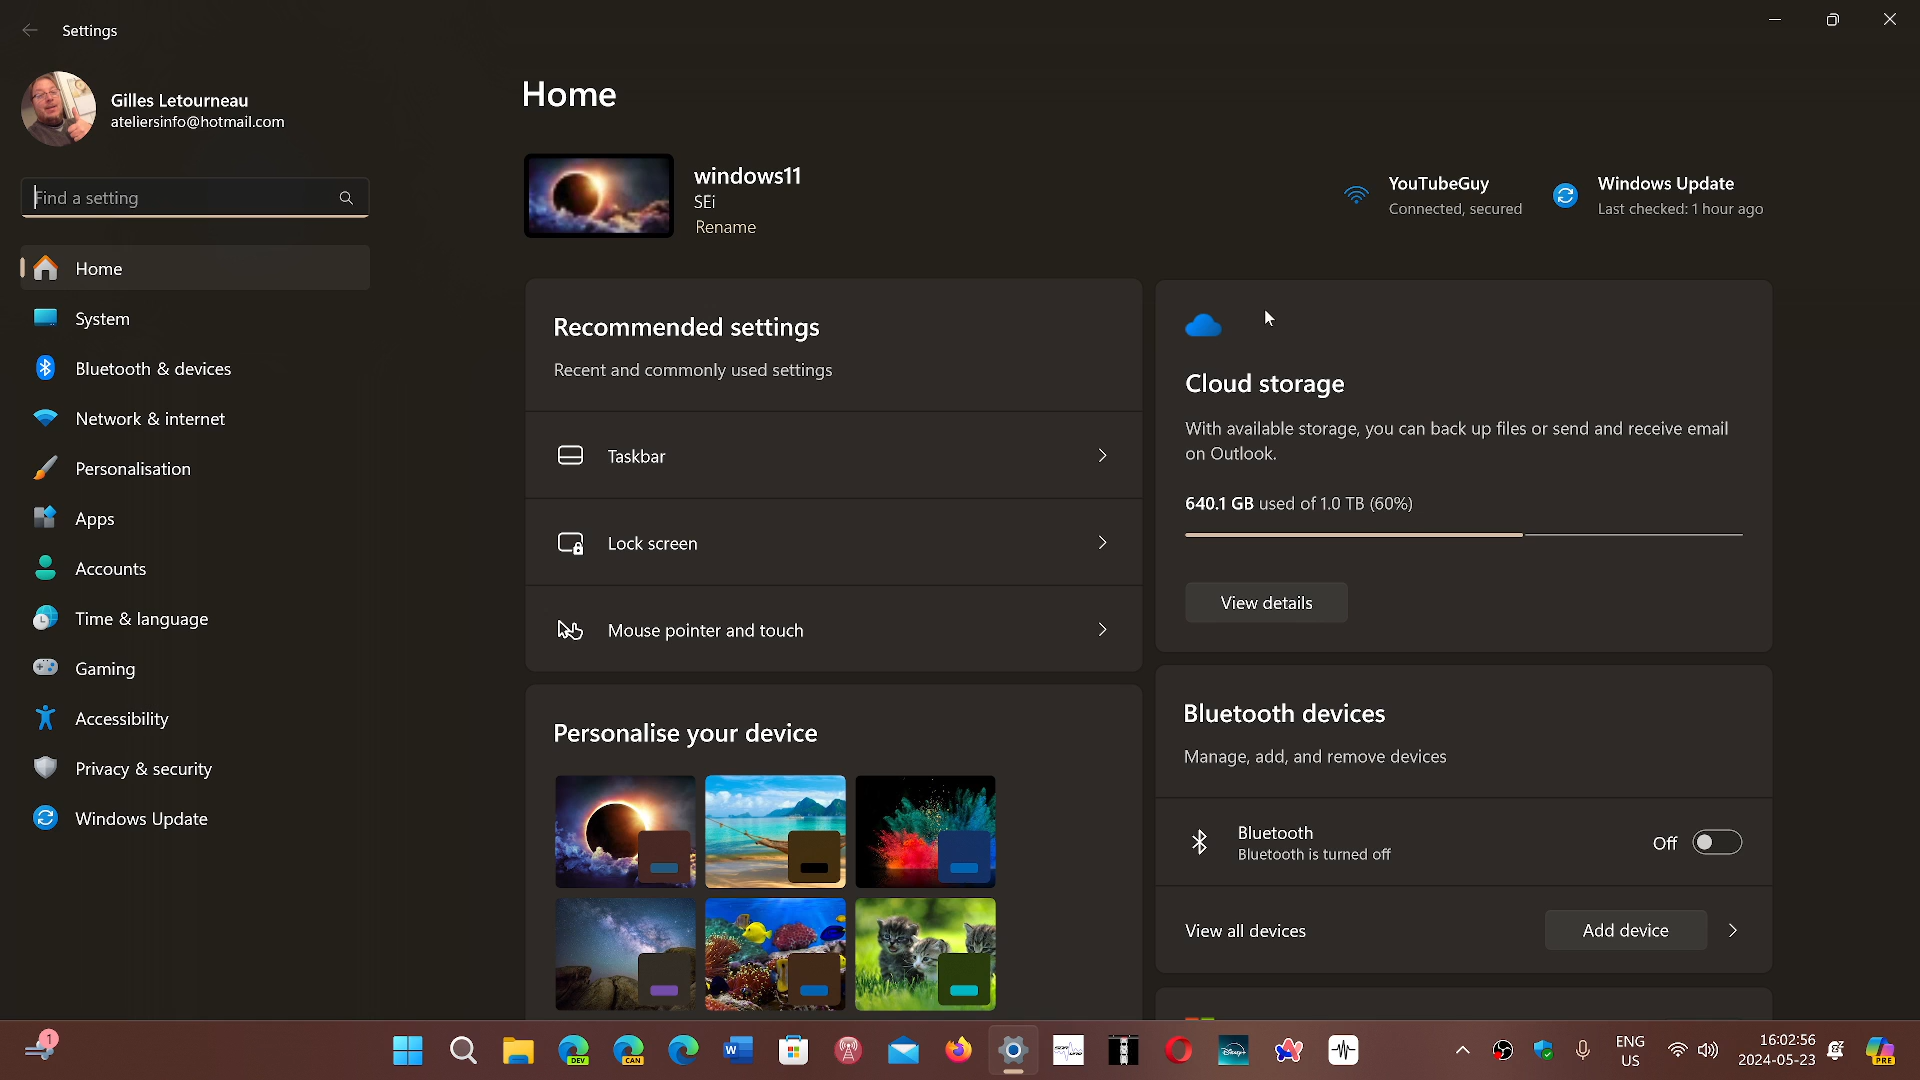 Settings
Gilles Letourneau
ateliersinfo@hotmail.com
Find a setting
Home
System
Bluetooth & devices
Network & internet
Personalisation
Apps
Accounts
Time & language
Gaming
Accessibility
Privacy & security
Windows Update
Home
windows11
SEi
Rename
YouTubeGuy
Connected, secured
Windows Update
Last checked: 1 hour ago
Recommended settings
Recent and commonly used settings
Taskbar
Lock screen
Mouse pointer and touch
Personalise your device
Cloud storage
With available storage, you can back up files or send and receive email
on Outlook.
640.1 GB used of 1.0 TB (60%)
View details
Bluetooth devices
Manage, add, and remove devices
Bluetooth
Bluetooth is turned off
Off
View all devices
Add device
1
DEV
CAN
W
Disney+
ENG
US
16:02:56
2024-05-23
PRE